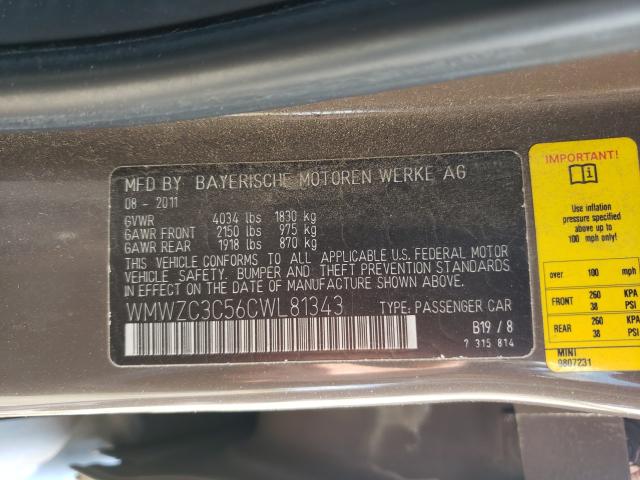 MFD BY BAYERISCHE MOTOREN WERKE AG
08 - 2011
GVWR 4034 lbs 1830 kg
GAWR FRONT 2150 lbs 975 kg
GAWR REAR 1918 lbs 870 kg
THIS VEHICLE CONFORMS TO ALL APPLICABLE U.S. FEDERAL MOTOR
VEHICLE SAFETY, BUMPER AND THEFT PREVENTION STANDARDS
IN EFFECT ON THE DATE OF MANUFACTURE SHOWN ABOVE.
WMWZC3C56CWL81343 TYPE: PASSENGER CAR
B19 / 8
7 315 814
IMPORTANT!
Use inflation
pressure specified
above up to
100 mph only!
over 100 mph
FRONT 260 KPA
38 PSI
REAR 260 KPA
38 PSI
MINI
9807231